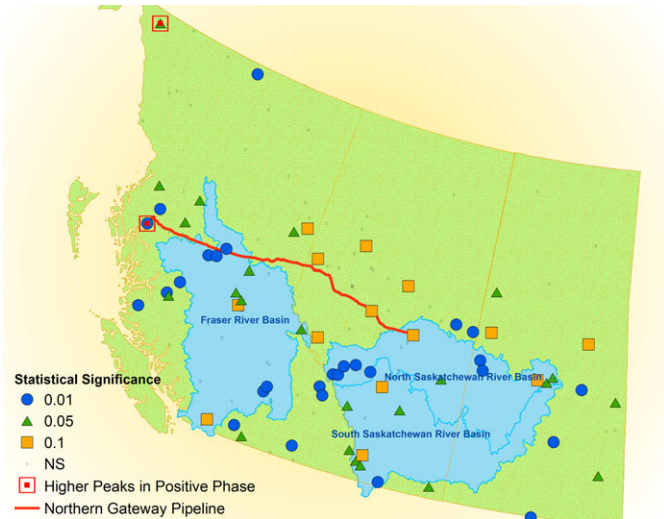 Fraser River Basin
North Saskatchewan River Basin
South Saskatchewan River Basin
Statistical Significance
0.01
0.05
0.1
NS
Higher Peaks in Positive Phase
Northern Gateway Pipeline